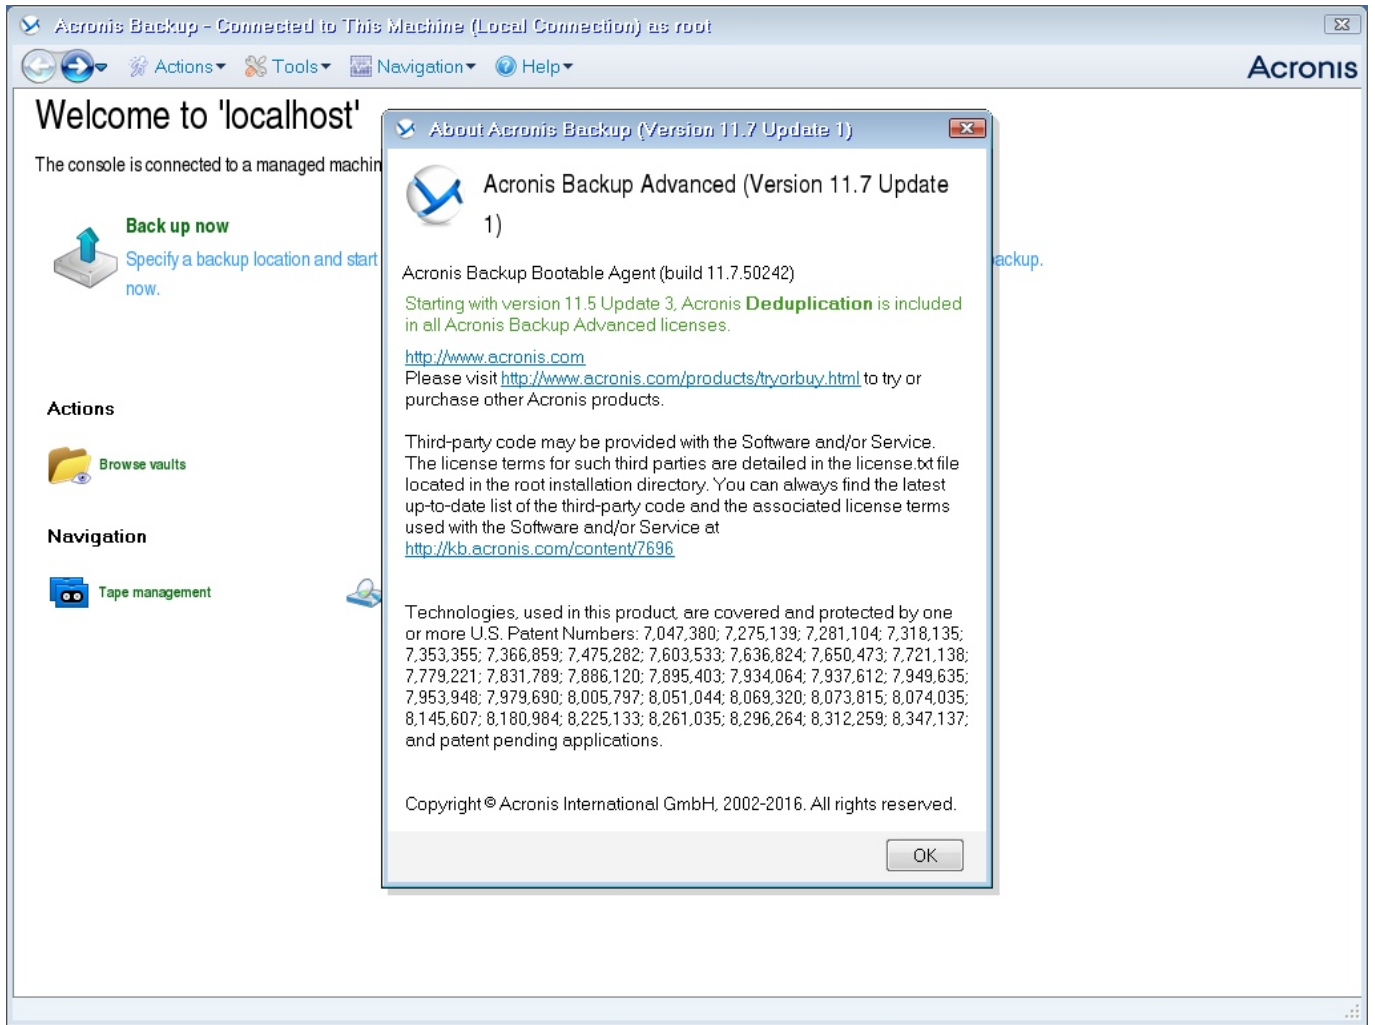 Acronis Backup - Connected to This Machine (Local Connection) as root
Actions
Tools
Navigation
Help
Acronis
Welcome to 'localhost'
The console is connected to a managed machin
Back up now
Specify a backup location and start
now.
ackup.
Actions
Browse vaults
Navigation
Tape management
About Acronis Backup (Version 11.7 Update 1)
Acronis Backup Advanced (Version 11.7 Update
1)
Acronis Backup Bootable Agent (build 11.7.50242)
Starting with version 11.5 Update 3, Acronis Deduplication is included
in all Acronis Backup Advanced licenses.
http://www.acronis.com
Please visit http://www.acronis.com/products/tryorbuy.html to try or
purchase other Acronis products.
Third-party code may be provided with the Software and/or Service.
The license terms for such third parties are detailed in the license.txt file
located in the root installation directory. You can always find the latest
up-to-date list of the third-party code and the associated license terms
used with the Software and/or Service at
http://kb.acronis.com/content/7696
Technologies, used in this product, are covered and protected by one
or more U.S. Patent Numbers: 7,047,380; 7,275,139; 7,281,104; 7,318,135;
7,353,355; 7,366,859; 7,475,282; 7,603,533; 7,636,824; 7,650,473; 7,721,138;
7,779,221; 7,831,789; 7,886,120; 7,895,403; 7,934,064; 7,937,612; 7,949,635;
7,953,948; 7,979,690; 8,005,797; 8,051,044; 8,069,320; 8,073,815; 8,074,035;
8,145,607; 8,180,984; 8,225,133; 8,261,035; 8,296,264; 8,312,259; 8,347,137;
and patent pending applications.
Copyright © Acronis International GmbH, 2002-2016. All rights reserved.
OK